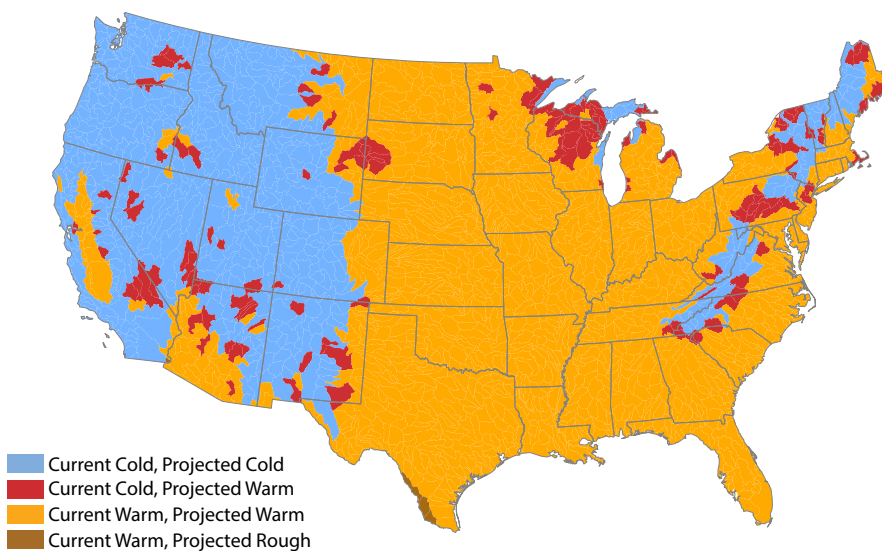 Current Cold, Projected Cold
Current Cold, Projected Warm
Current Warm, Projected Warm
Current Warm, Projected Rough